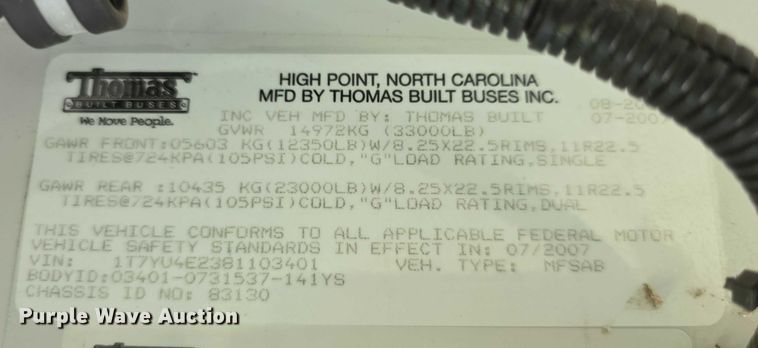 Thomas
BUILT BUSES
We Move People.
HIGH POINT, NORTH CAROLINA
MFD BY THOMAS BUILT BUSES INC.
INC VEH MFD BY: THOMAS BUILT
GVWR 14972KG (33000LB)
GAWR FRONT:05603 KG(12350LB)W/8.25X22.5RIMS,11R22.5
TIRES@724KPA(105PSI)COLD,"G"LOAD RATING,SINGLE
GAWR REAR :10435 KG(23000LB)W/8.25X22.5RIMS,11R22.5
TIRES@724KPA(105PSI)COLD,"G"LOAD RATING,DUAL
THIS VEHICLE CONFORMS TO ALL APPLICABLE FEDERAL MOTOR
VEHICLE SAFETY STANDARDS IN EFFECT IN: 07/2007
VIN: 1T7YU4E2381103401 VEH. TYPE: MFSAB
BODYID:03401-0731537-141YS
CHASSIS ID NO: 83130
Purple Wave Auction